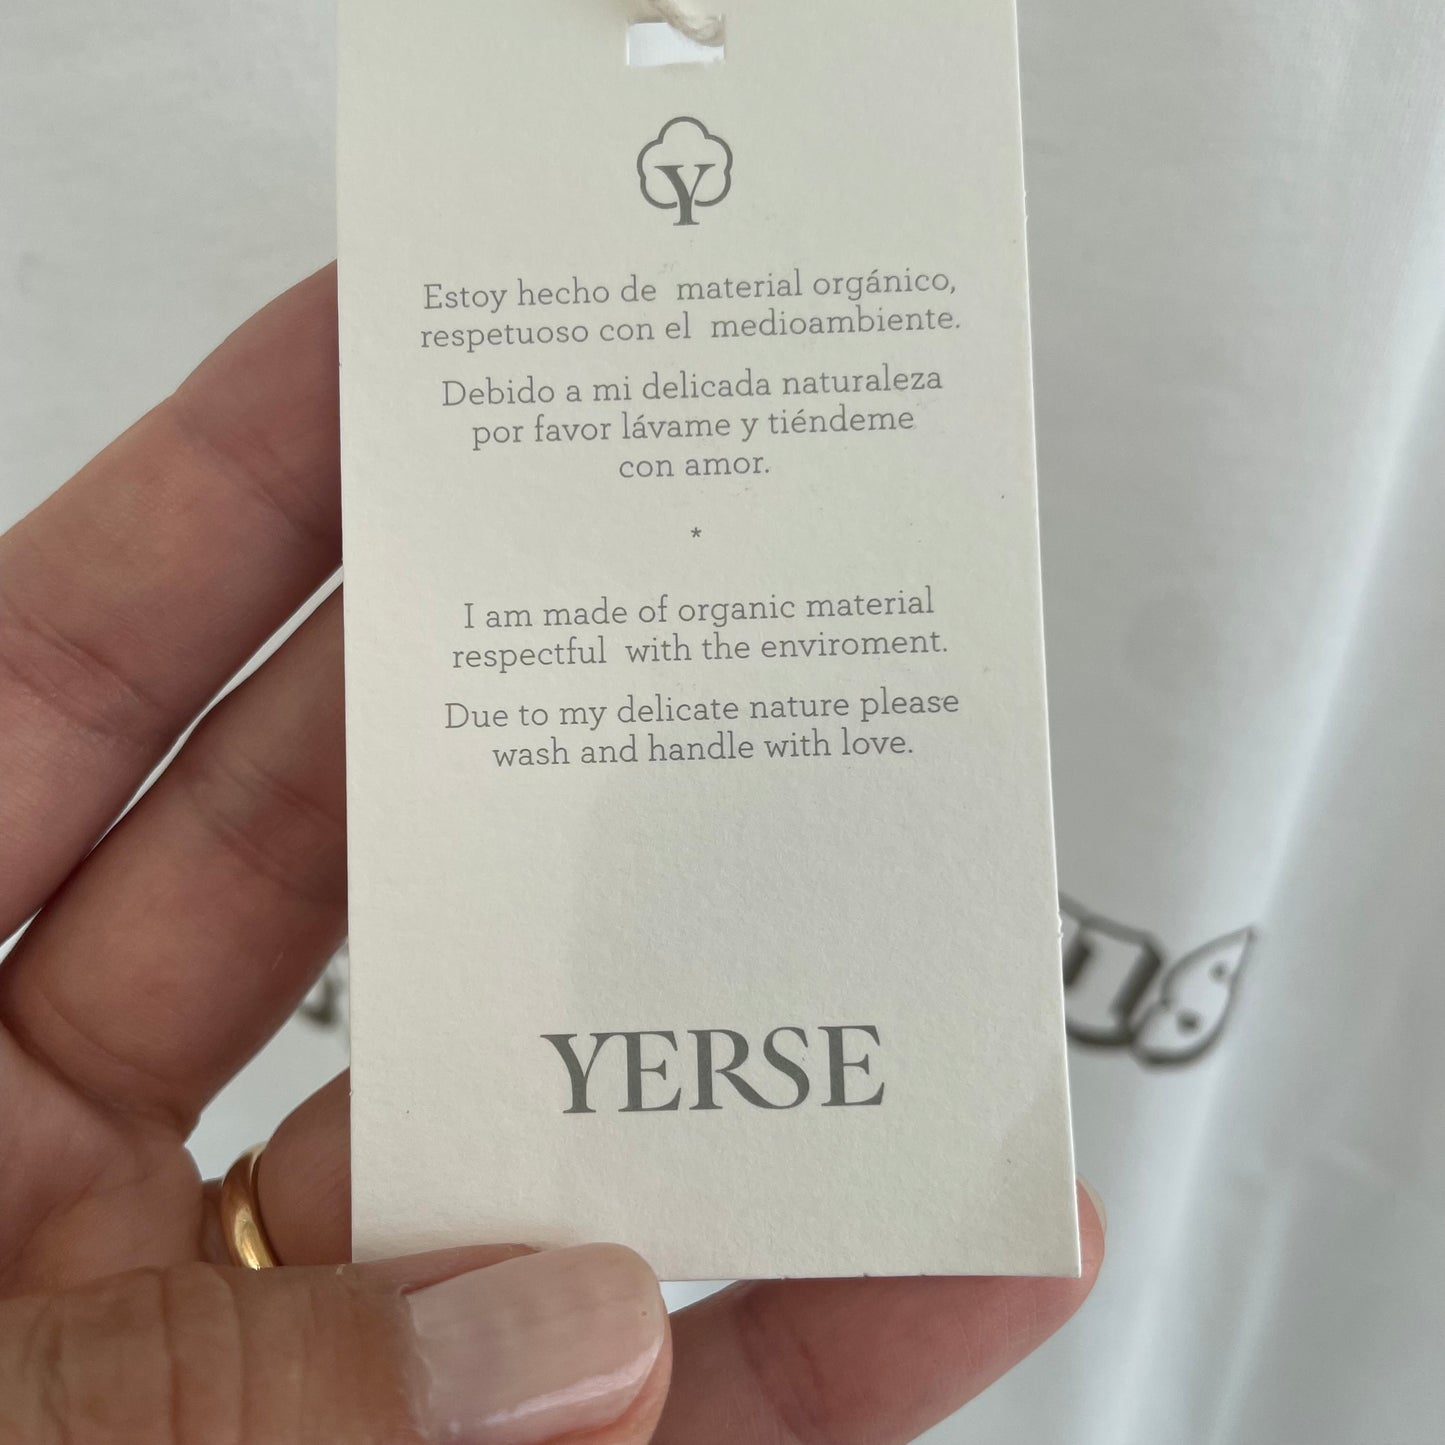 Y
Estoy hecho de material orgánico,
respetuoso con el medioambiente.
Debido a mi delicada naturaleza
por favor lávame y tiéndeme
con amor.
*
I am made of organic material
respectful with the enviroment.
Due to my delicate nature please
wash and handle with love.
YERSE